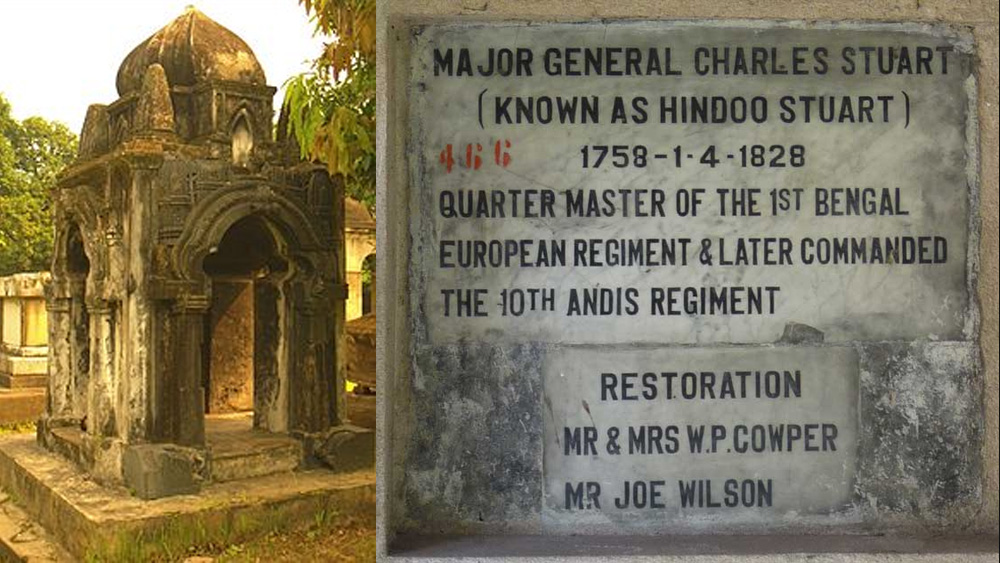 MAJOR GENERAL CHARLES STUART
(KNOWN AS HINDOO STUART)
466 1758-1-4-1828
QUARTER MASTER OF THE 1ST BENGAL
EUROPEAN REGIMENT & LATER COMMANDED
THE 10TH ANDIS REGIMENT
RESTORATION
MR & MRS W.P.COWPER
MR JOE WILSON